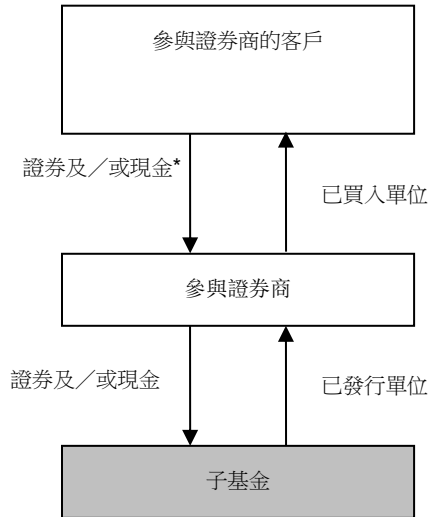 參與證券商的客戶
證券及／或現金*
已買入單位
參與證券商
證券及／或現金
已發行單位
子基金